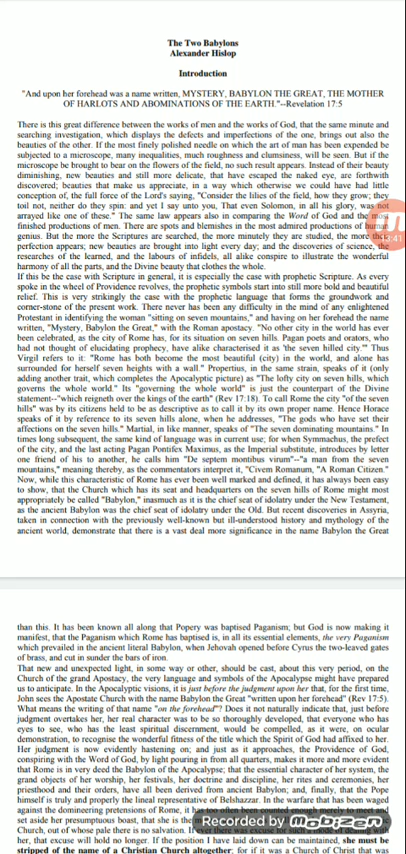 The Two Babylons
Alexander Hislop
Introduction
"And upon her forehead was a name written, MYSTERY, BABYLON THE GREAT, THE MOTHER
OF HARLOTS AND ABOMINATIONS OF THE EARTH."--Revelation 17:5
There is this great difference between the works of men and the works of God, that the same minute and
searching investigation, which displays the defects and imperfections of the one, brings out also the
beauties of the other. If the most finely polished needle on which the art of man has been expended be
subjected to a microscope, many inequalities, much roughness and clumsiness, will be seen. But if the
microscope be brought to bear on the flowers of the field, no such result appears. Instead of their beauty
diminishing, new beauties and still more delicate, that have escaped the naked eye, are forthwith
discovered; beauties that make us appreciate, in a way which otherwise we could have had little
conception of, the full force of the Lord's saying, "Consider the lilies of the field, how they grow; they
toil not, neither do they spin: and yet I say unto you, That even Solomon, in all his glory, was not
arrayed like one of these." The same law appears also in comparing the Word of God and the most
finished productions of men. There are spots and blemishes in the most admired productions of human
genius. But the more the Scriptures are searched, the more minutely they are studied, the more their
perfection appears; new beauties are brought into light every day; and the discoveries of science, the
researches of the learned, and the labours of infidels, all alike conspire to illustrate the wonderful
harmony of all the parts, and the Divine beauty that clothes the whole.
If this be the case with Scripture in general, it is especially the case with prophetic Scripture. As every
spoke in the wheel of Providence revolves, the prophetic symbols start into still more bold and beautiful
relief. This is very strikingly the case with the prophetic language that forms the groundwork and
corner-stone of the present work. There never has been any difficulty in the mind of any enlightened
Protestant in identifying the woman "sitting on seven mountains," and having on her forehead the name
written, "Mystery, Babylon the Great," with the Roman apostacy. "No other city in the world has ever
been celebrated, as the city of Rome has, for its situation on seven hills. Pagan poets and orators, who
had not thought of elucidating prophecy, have alike characterised it as 'the seven hilled city.'" Thus
Virgil refers to it: "Rome has both become the most beautiful (city) in the world, and alone has
surrounded for herself seven heights with a wall." Propertius, in the same strain, speaks of it (only
adding another trait, which completes the Apocalyptic picture) as "The lofty city on seven hills, which
governs the whole world." Its "governing the whole world" is just the counterpart of the Divine
statement--"which reigneth over the kings of the earth" (Rev 17:18). To call Rome the city "of the seven
hills" was by its citizens held to be as descriptive as to call it by its own proper name. Hence Horace
speaks of it by reference to its seven hills alone, when he addresses, "The gods who have set their
affections on the seven hills." Martial, in like manner, speaks of "The seven dominating mountains." In
times long subsequent, the same kind of language was in current use; for when Symmachus, the prefect
of the city, and the last acting Pagan Pontifex Maximus, as the Imperial substitute, introduces by letter
one friend of his to another, he calls him "De septem montibus virum"--"a man from the seven
mountains," meaning thereby, as the commentators interpret it, "Civem Romanum, "A Roman Citizen."
Now, while this characteristic of Rome has ever been well marked and defined, it has always been easy
to show, that the Church which has its seat and headquarters on the seven hills of Rome might most
appropriately be called "Babylon," inasmuch as it is the chief seat of idolatry under the New Testament,
as the ancient Babylon was the chief seat of idolatry under the Old. But recent discoveries in Assyria,
taken in connection with the previously well-known but ill-understood history and mythology of the
ancient world, demonstrate that there is a vast deal more significance in the name Babylon the Great
than this. It has been known all along that Popery was baptised Paganism; but God is now making it
manifest, that the Paganism which Rome has baptised is, in all its essential elements, the very Paganism
which prevailed in the ancient literal Babylon, when Jehovah opened before Cyrus the two-leaved gates
of brass, and cut in sunder the bars of iron.
That new and unexpected light, in some way or other, should be cast, about this very period, on the
Church of the grand Apostacy, the very language and symbols of the Apocalypse might have prepared
us to anticipate. In the Apocalyptic visions, it is just before the judgment upon her that, for the first time,
John sees the Apostate Church with the name Babylon the Great "written upon her forehead" (Rev 17:5).
What means the writing of that name "on the forehead"? Does it not naturally indicate that, just before
judgment overtakes her, her real character was to be so thoroughly developed, that everyone who has
eyes to see, who has the least spiritual discernment, would be compelled, as it were, on ocular
demonstration, to recognise the wonderful fitness of the title which the Spirit of God had affixed to her.
Her judgment is now evidently hastening on; and just as it approaches, the Providence of God,
conspiring with the Word of God, by light pouring in from all quarters, makes it more and more evident
that Rome is in very deed the Babylon of the Apocalypse; that the essential character of her system, the
grand objects of her worship, her festivals, her doctrine and discipline, her rites and ceremonies, her
priesthood and their orders, have all been derived from ancient Babylon; and, finally, that the Pope
himself is truly and properly the lineal representative of Belshazzar. In the warfare that has been waged
against the domineering pretensions of Rome, it has too often been counted enough merely to meet and
set aside her presumptuous boast, that she is the
Church, out of whose pale there is no salvation. If ever there was excuse for such a mode of dealing with
her, that excuse will hold no longer. If the position I have laid down can be maintained, she must be
stripped of the name of a Christian Church altogether; for if it was a Church of Christ that was
Recorded by mobizen
:41